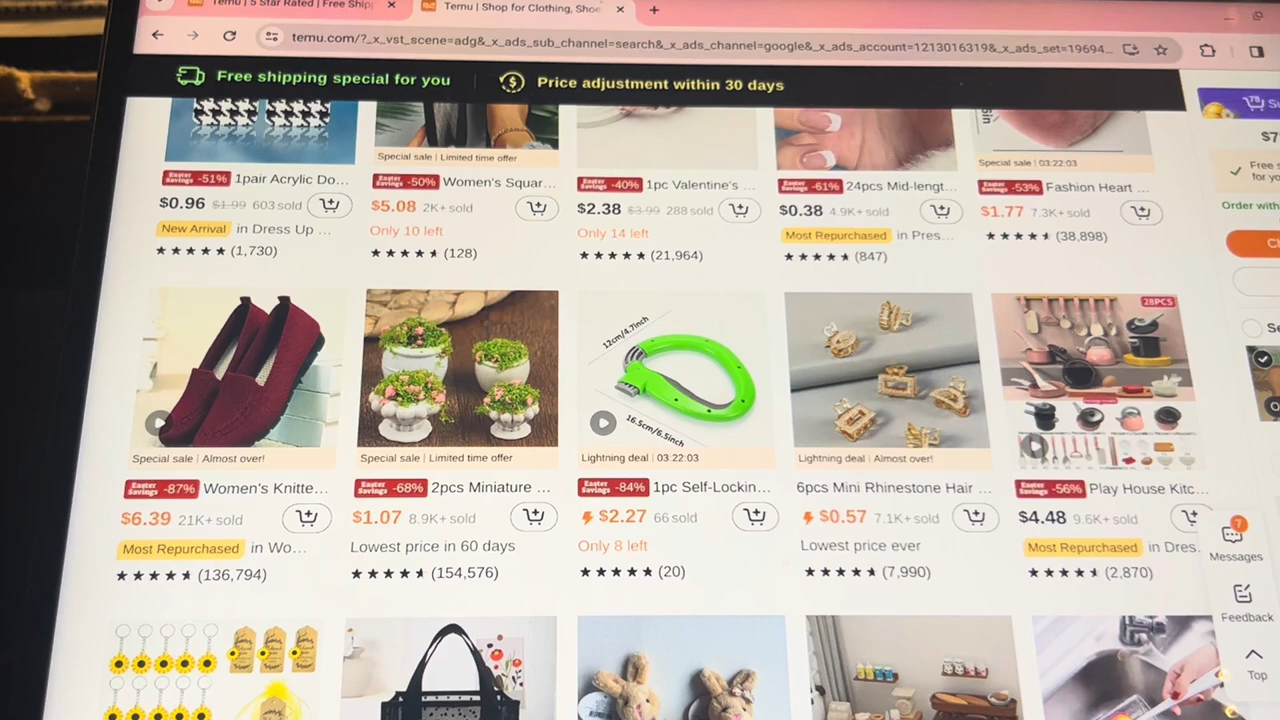 Temu | 5 Star Rated | Free Ship
Temu | Shop for Clothing, Shoe
temu.com/?_x_vst_scene=adg&_x_ads_sub_channel=search&_x_ads_channel=google&_x_ads_account=1213016319&_x_ads_set=19694...
Free shipping special for you
Price adjustment within 30 days
Special sale | Limited time offer
Special sale | 03:22:03
Easter Savings -51% 1pair Acrylic Do...
Easter Savings -50% Women's Squar...
Easter Savings -40% 1pc Valentine's ...
Easter Savings -61% 24pcs Mid-lengt...
Easter Savings -53% Fashion Heart ...
$0.96 $1.99 603 sold
$5.08 2K+ sold
$2.38 $3.99 288 sold
$0.38 4.9K+ sold
$1.77 7.3K+ sold
New Arrival in Dress Up ...
Only 10 left
Only 14 left
Most Repurchased in Pres...
(1,730)
(128)
(21,964)
(847)
(38,898)
$7
Free s
for yo
Order with
12cm/4.7inch
16.5cm/6.5inch
28PCS
Special sale | Almost over!
Special sale | Limited time offer
Lightning deal | 03:22:03
Lightning deal | Almost over!
Easter Savings -87% Women's Knitte...
Easter Savings -68% 2pcs Miniature ...
Easter Savings -84% 1pc Self-Lockin...
6pcs Mini Rhinestone Hair ...
Easter Savings -56% Play House Kitc...
$6.39 21K+ sold
$1.07 8.9K+ sold
$2.27 66 sold
$0.57 7.1K+ sold
$4.48 9.6K+ sold
Most Repurchased in Wo...
Lowest price in 60 days
Only 8 left
Lowest price ever
Most Repurchased in Dres.
(136,794)
(154,576)
(20)
(7,990)
(2,870)
7
Messages
Feedback
Top